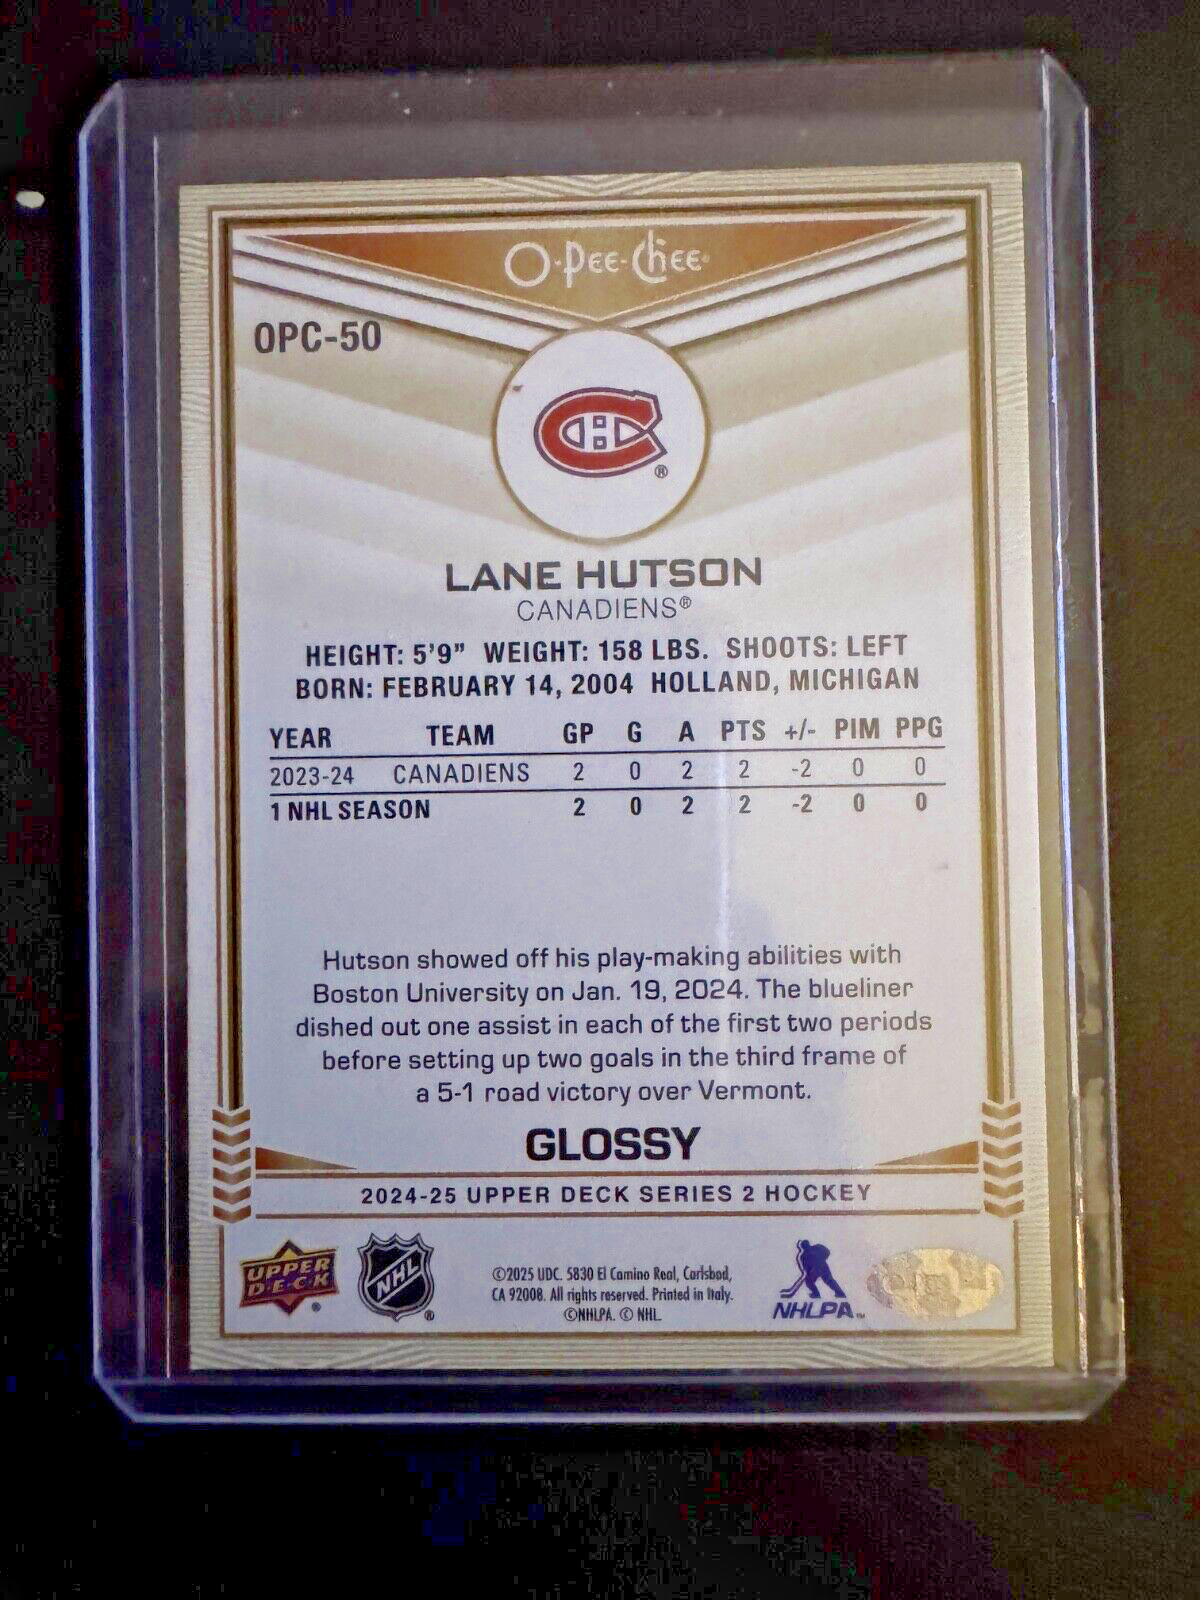 O-Pee-Chee
OPC-50
®
LANE HUTSON
CANADIENS®
HEIGHT: 5'9" WEIGHT: 158 LBS. SHOOTS: LEFT
BORN: FEBRUARY 14, 2004 HOLLAND, MICHIGAN
YEAR TEAM GP G A PTS +/- PIM PPG
2023-24 CANADIENS 2 0 2 2 -2 0 0
1 NHL SEASON 2 0 2 2 -2 0 0
Hutson showed off his play-making abilities with
Boston University on Jan. 19, 2024. The blueliner
dished out one assist in each of the first two periods
before setting up two goals in the third frame of
a 5-1 road victory over Vermont.
GLOSSY
2024-25 UPPER DECK SERIES 2 HOCKEY
UPPER
DECK
®
NHL
®
©2025 UDC. 5830 El Camino Real, Carlsbad,
CA 92008. All rights reserved. Printed in Italy.
©NHLPA. © NHL.
NHLPA™